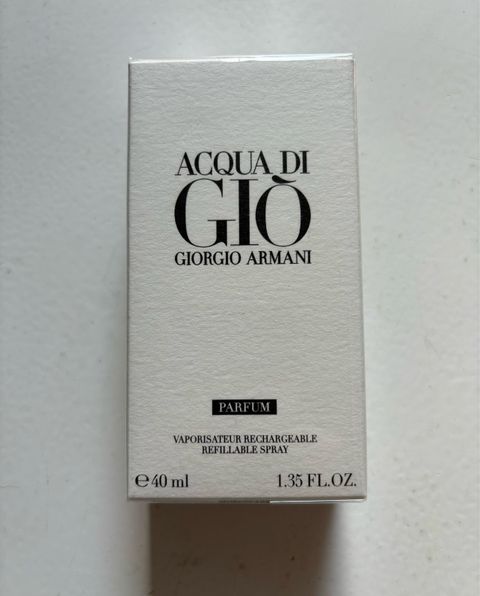 ACQUA DI
GIÒ
GIORGIO ARMANI
PARFUM
VAPORISATEUR RECHARGEABLE
REFILLABLE SPRAY
℮40 ml 1.35 FL.OZ.